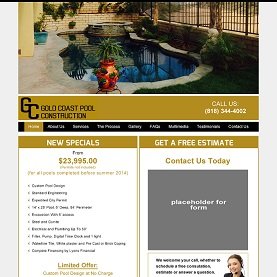 GOLD COAST POOL
CONSTRUCTION
GC
CALL US:
(818) 344-4002
Home About Us Services The Process Gallery FAQs Multimedia Testimonials Contact Us
NEW SPECIALS
From
$23,995.00
(for all pools completed before summer 2014)
Custom Pool Design
Standard Engineering
Expedited City Permit
14' x 28' Pool, 5' Deep, 84' Perimeter
Excavation With 5' access
Steel and Gunite
Electrical and Plumbing Up To 50'
Filter, Pump, Digital Time Clock and 1 light
Waterline Tile, White plaster and Pre Cast or Brick Coping
Complete Financing by Lyons Financial
Limited Offer:
Custom Pool Design at No Charge
GET A FREE ESTIMATE
Contact Us Today
placeholder for
form
We welcome your call, whether to
schedule a free consultation,
estimate or answer a question.